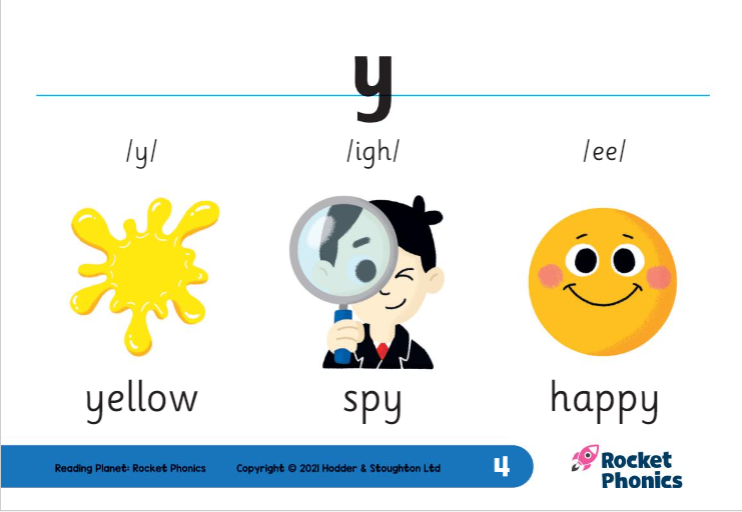 y
/y/ /igh/ /ee/
yellow spy happy
Reading Planet: Rocket Phonics Copyright © 2021 Hodder & Stoughton Ltd 4
Rocket
Phonics